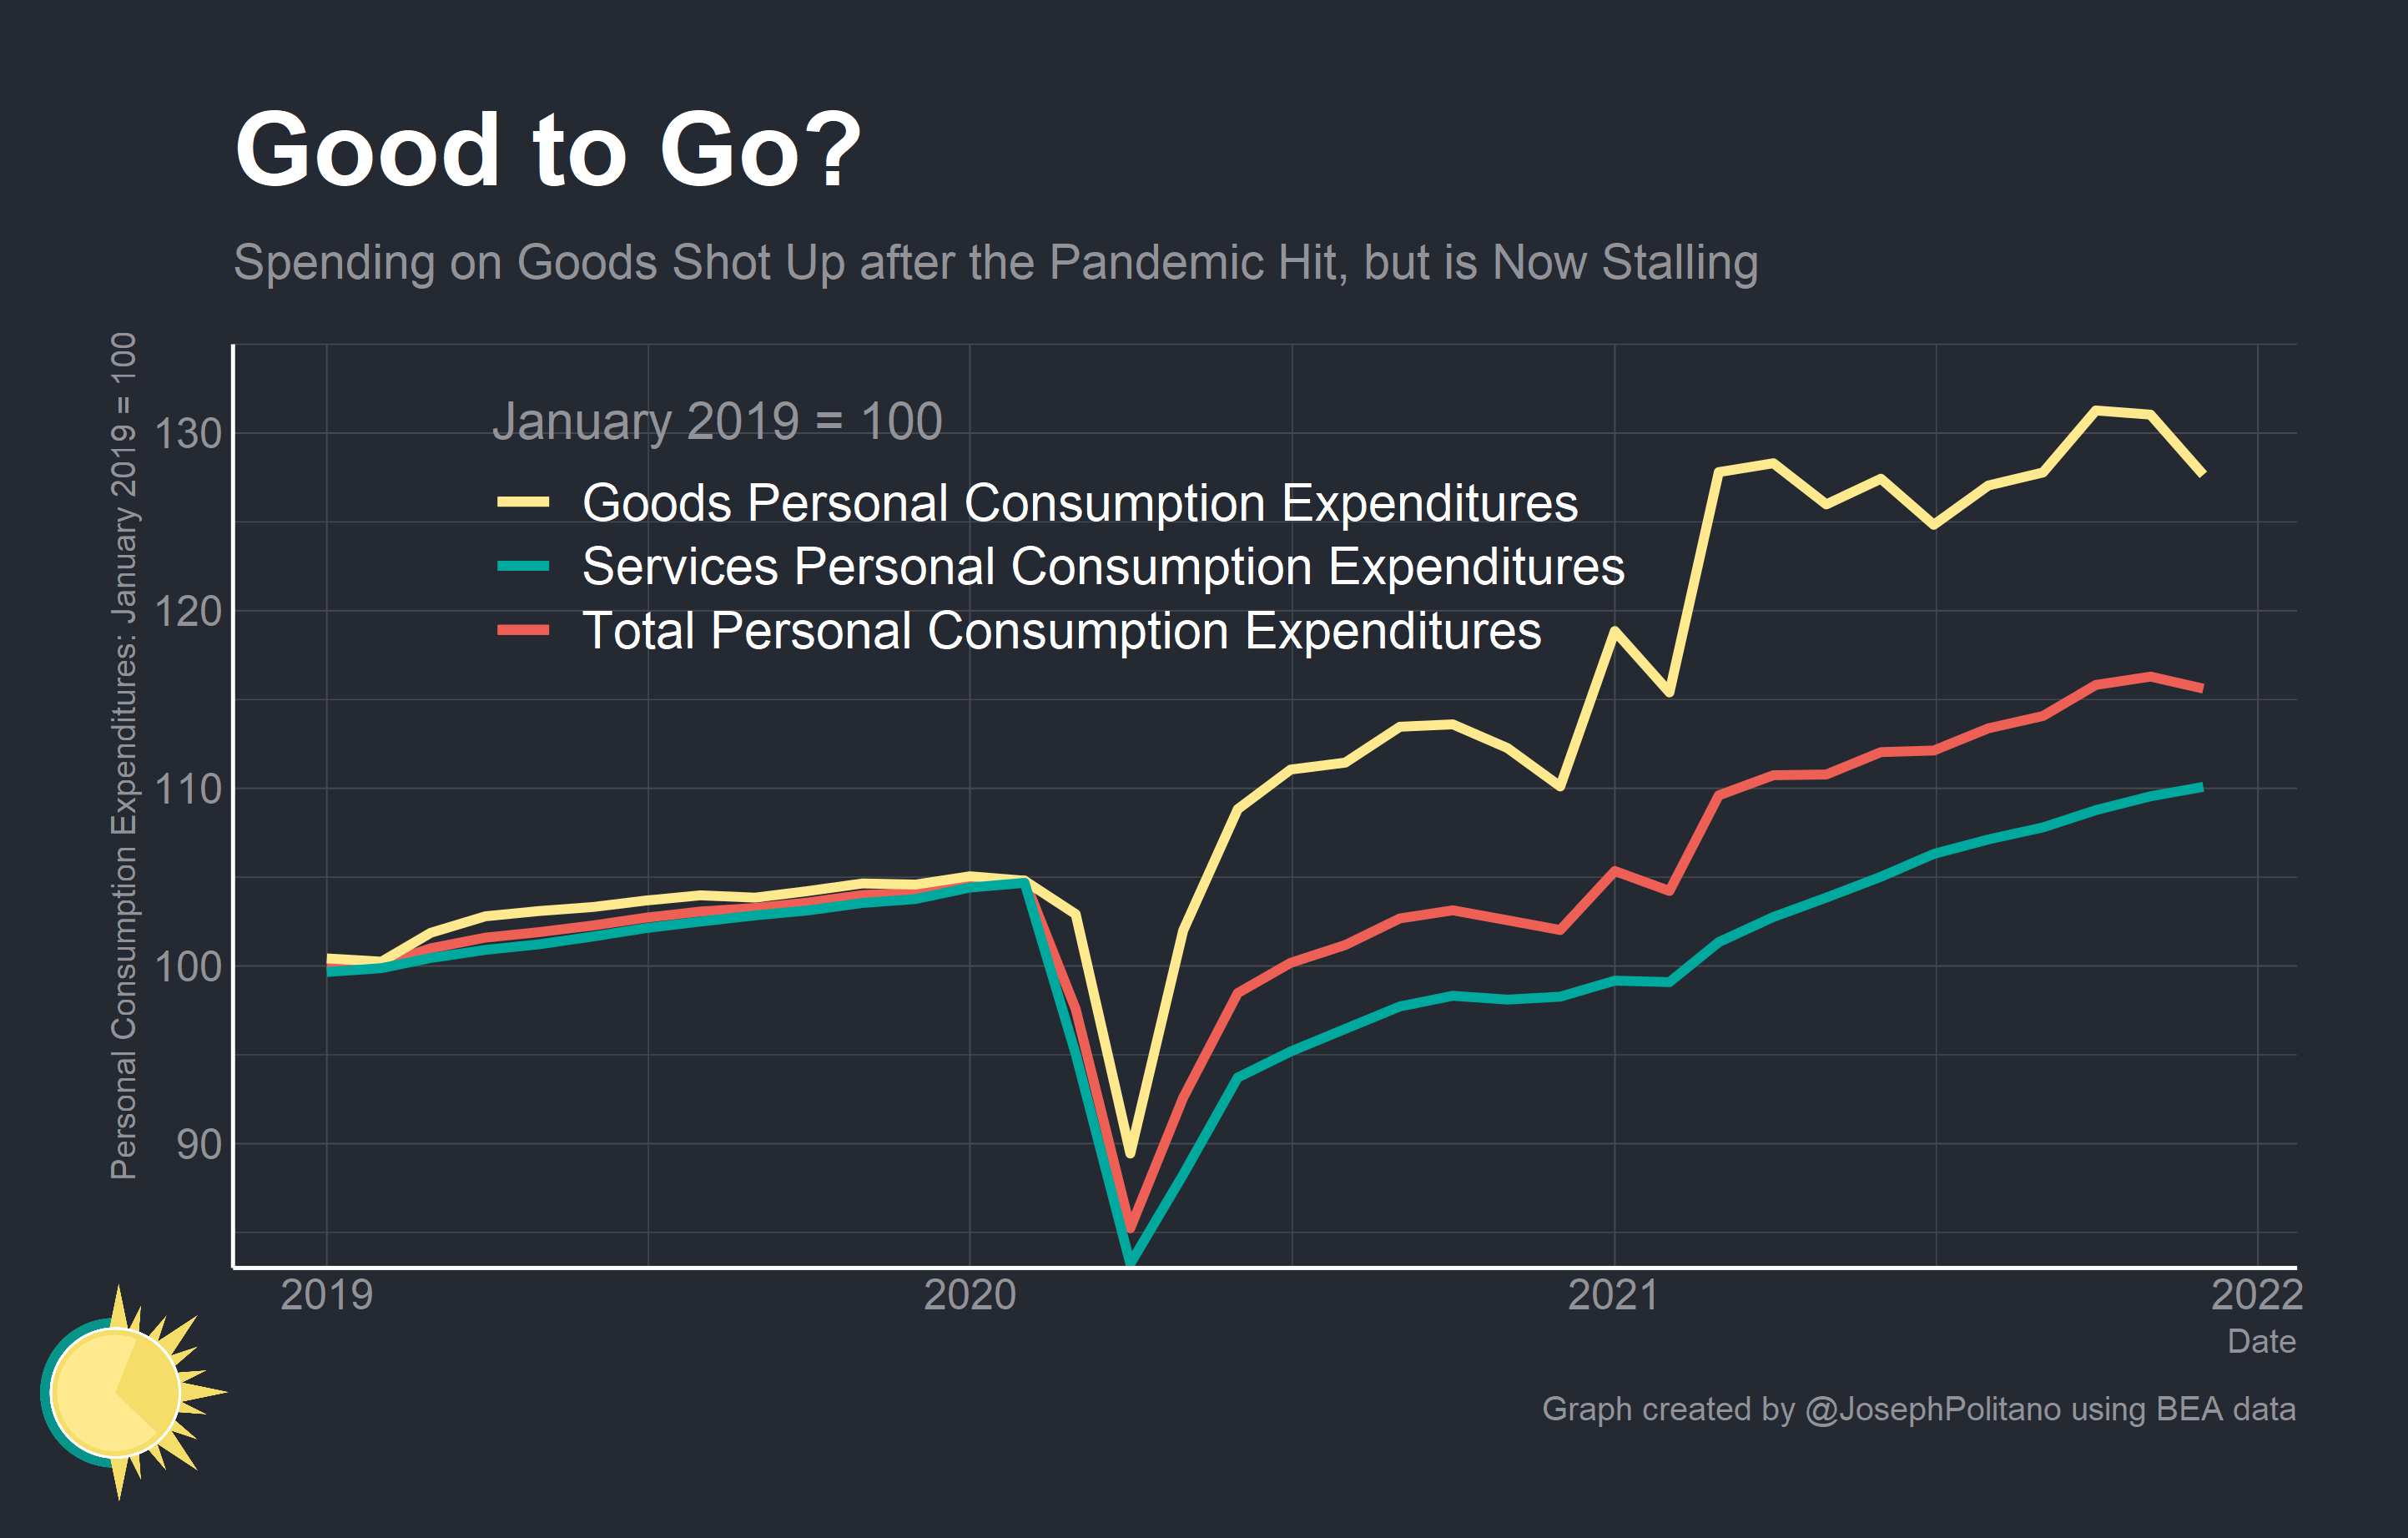 Good to Go?
Spending on Goods Shot Up after the Pandemic Hit, but is Now Stalling
Personal Consumption Expenditures: January 2019 = 100
130
120
110
100
90
January 2019 = 100
Goods Personal Consumption Expenditures
Services Personal Consumption Expenditures
Total Personal Consumption Expenditures
2019 2020 2021 2022
Date
Graph created by @JosephPolitano using BEA data